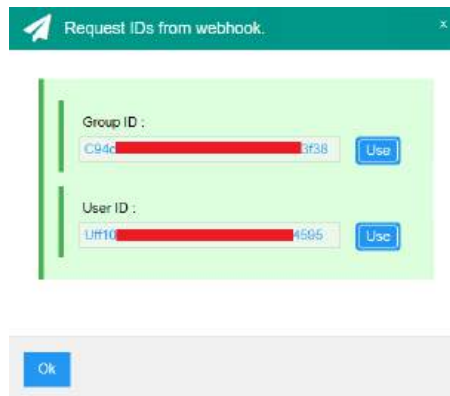 Request IDs from webhook.
x
Group ID :
C94c 3f38
Use
User ID :
Uff10 4595
Use
Ok